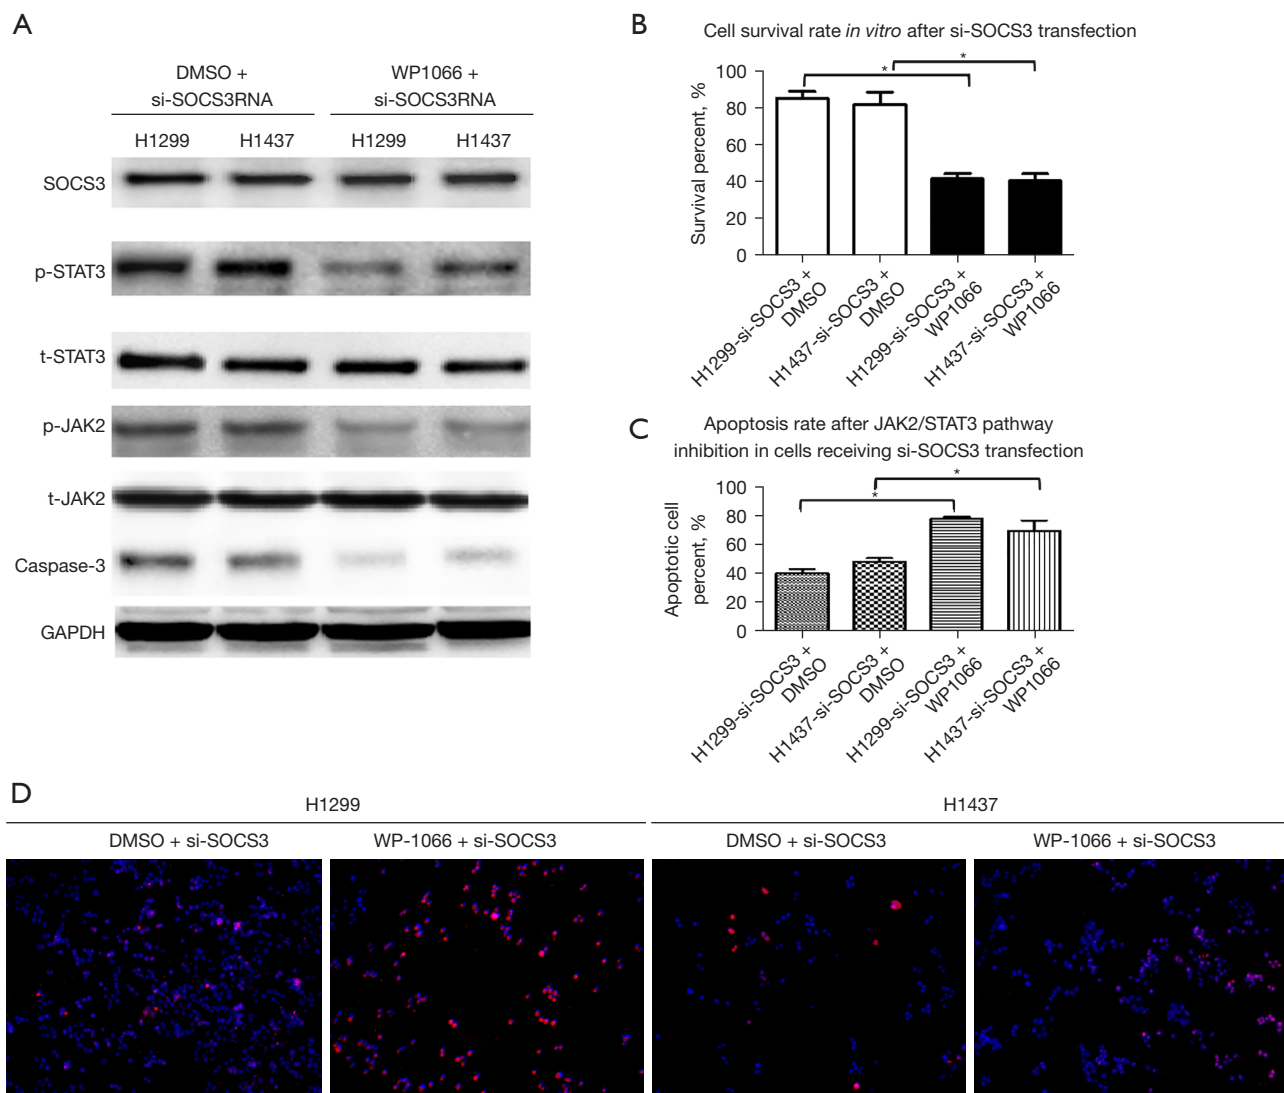 A
DMSO +
si-SOCS3RNA
WP1066 +
si-SOCS3RNA
H1299
H1437
H1299
H1437
SOCS3
p-STAT3
t-STAT3
p-JAK2
t-JAK2
Caspase-3
GAPDH
B
Cell survival rate in vitro after si-SOCS3 transfection
*
*
Survival percent, %
100
80
60
40
20
0
H1299-si-SOCS3 +
DMSO
H1437-si-SOCS3 +
DMSO
H1299-si-SOCS3 +
WP1066
H1437-si-SOCS3 +
WP1066
C
Apoptosis rate after JAK2/STAT3 pathway
inhibition in cells receiving si-SOCS3 transfection
*
*
Apoptotic cell
percent, %
100
80
60
40
20
0
H1299-si-SOCS3 +
DMSO
H1437-si-SOCS3 +
DMSO
H1299-si-SOCS3 +
WP1066
H1437-si-SOCS3 +
WP1066
D
H1299
H1437
DMSO + si-SOCS3
WP-1066 + si-SOCS3
DMSO + si-SOCS3
WP-1066 + si-SOCS3